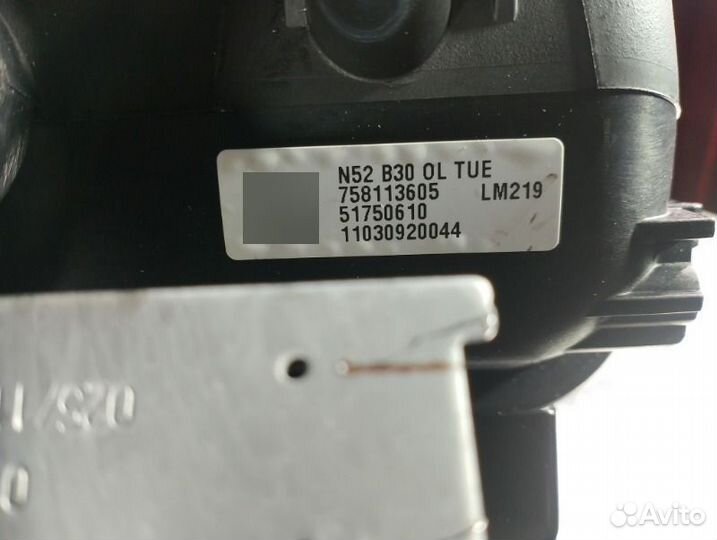 N52 B30 OL TUE
758113605 LM219
51750610
11030920044
Avito